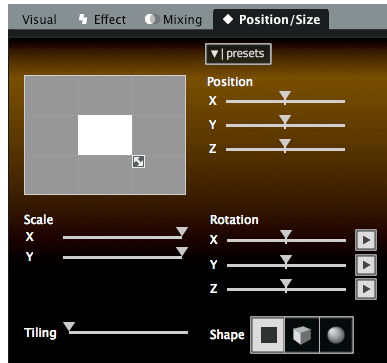 Visual Effect Mixing Position/Size
▼| presets
Position
X
Y
Z
Scale
X
Y
Rotation
X
Y
Z
Tiling
Shape